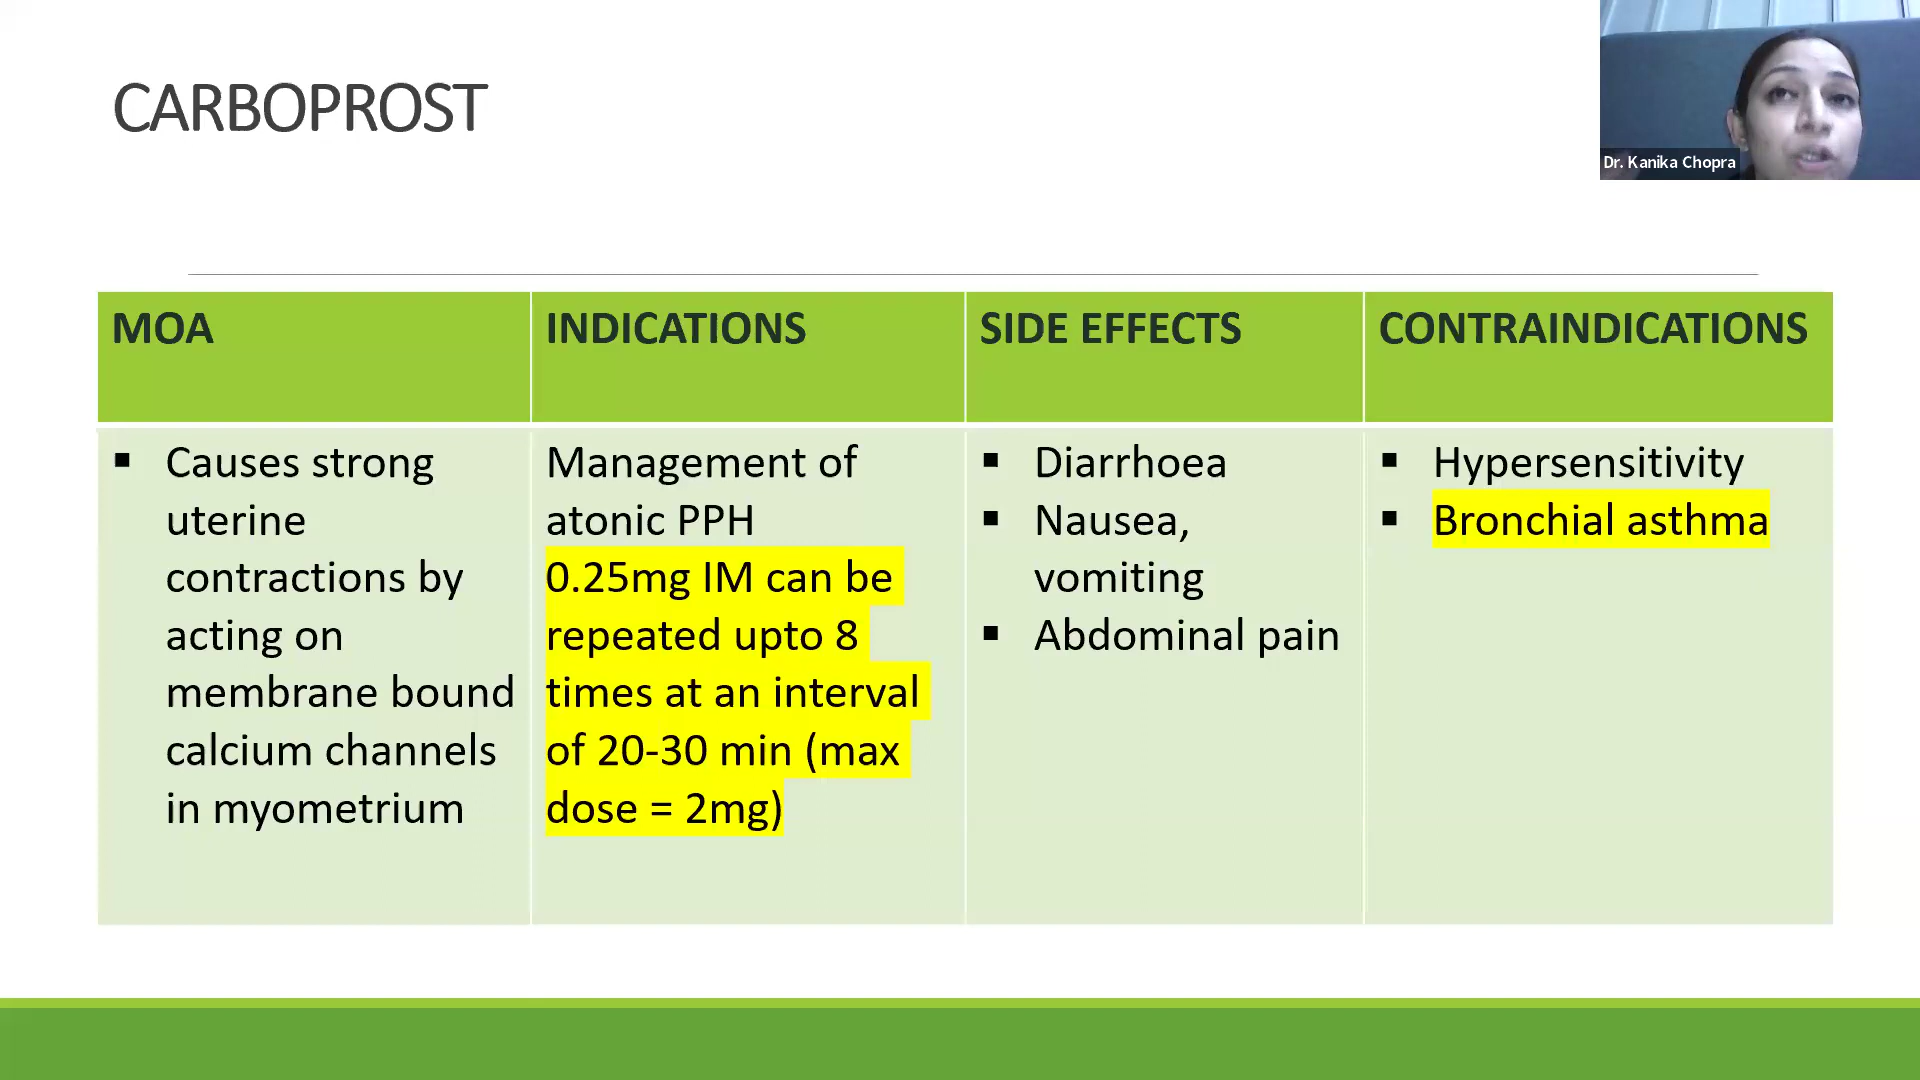 CARBOPROST
Dr. Kanika Chopra
MOA
INDICATIONS
SIDE EFFECTS
CONTRAINDICATIONS
▪ Causes strong
uterine
contractions by
acting on
membrane bound
calcium channels
in myometrium
Management of
atonic PPH
0.25mg IM can be
repeated upto 8
times at an interval
of 20-30 min (max
dose = 2mg)
▪ Diarrhoea
▪ Nausea,
vomiting
▪ Abdominal pain
▪ Hypersensitivity
▪ Bronchial asthma